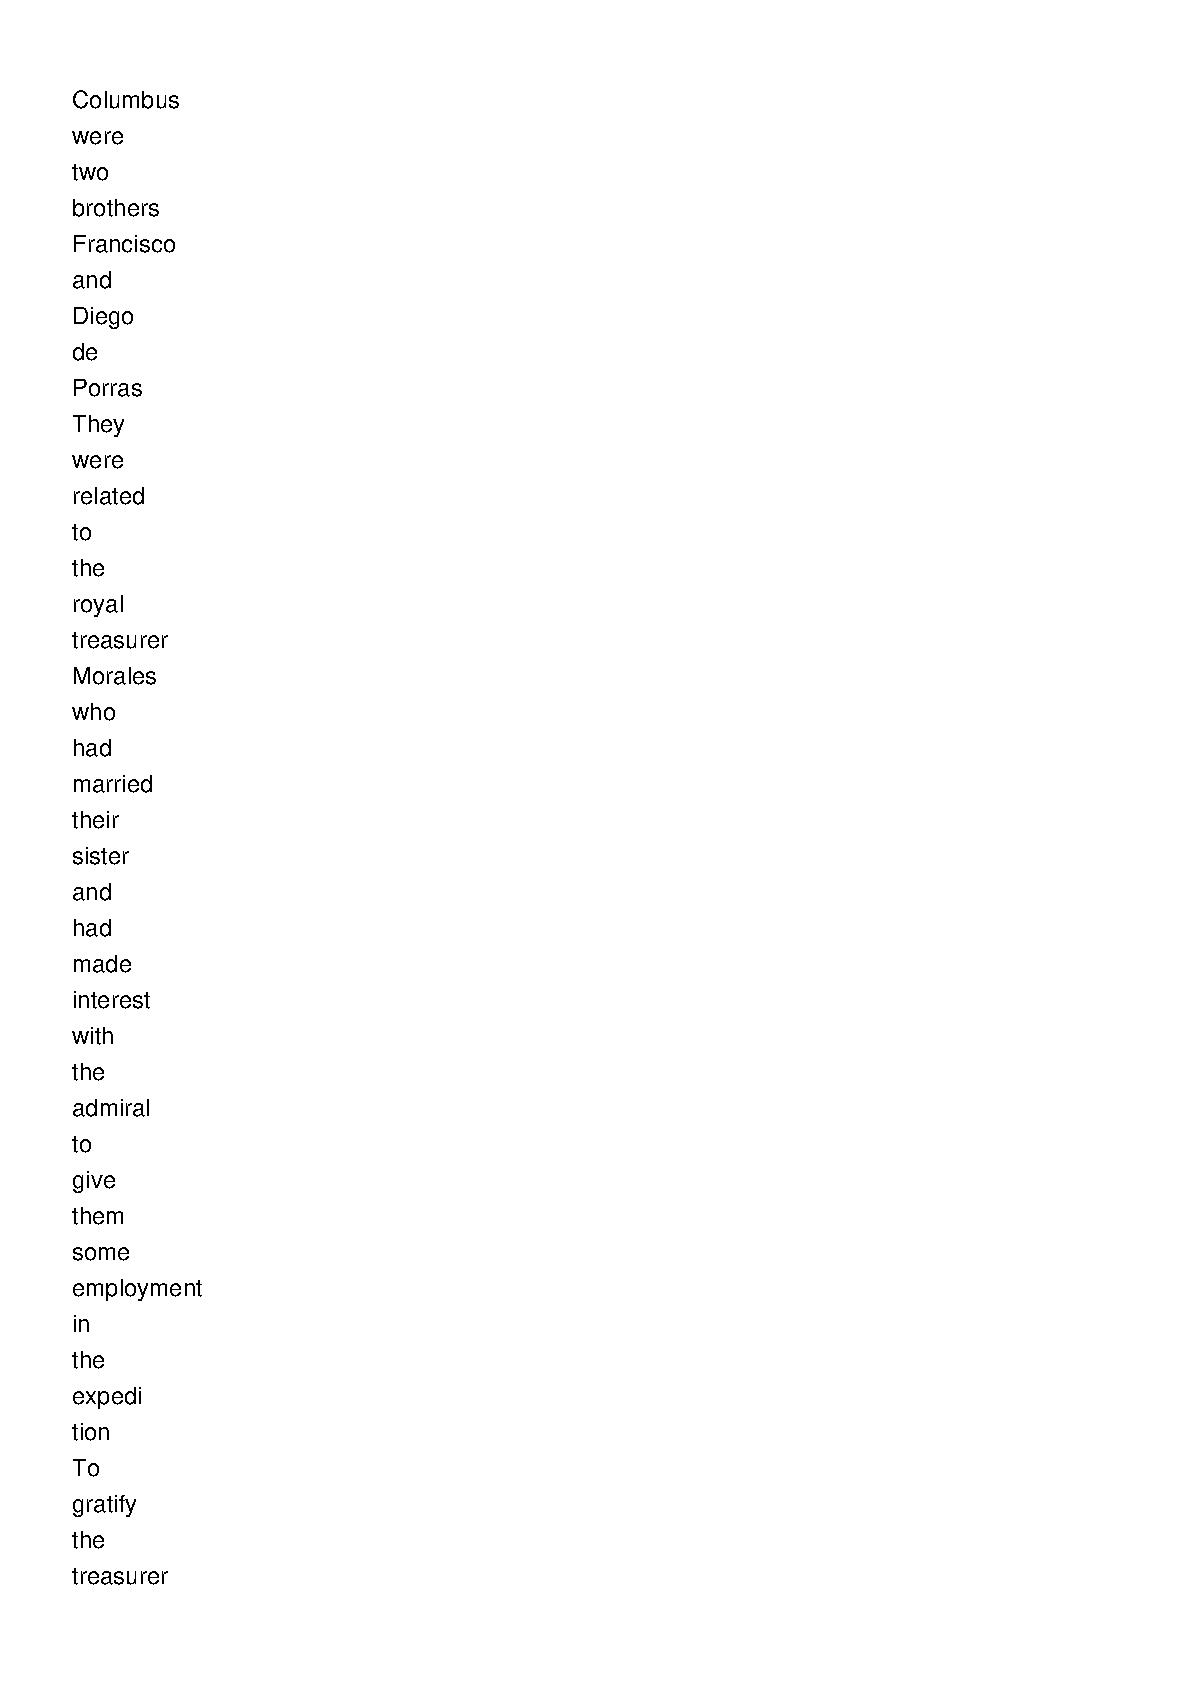 Columbus
were
two
brothers
Francisco
and
Diego
de
Porras
They
were
related
to
the
royal
treasurer
Morales
who
had
married
their
sister
and
had
made
interest
with
the
admiral
to
give
them
some
employment
in
the
expedi
tion
To
gratify
the
treasurer